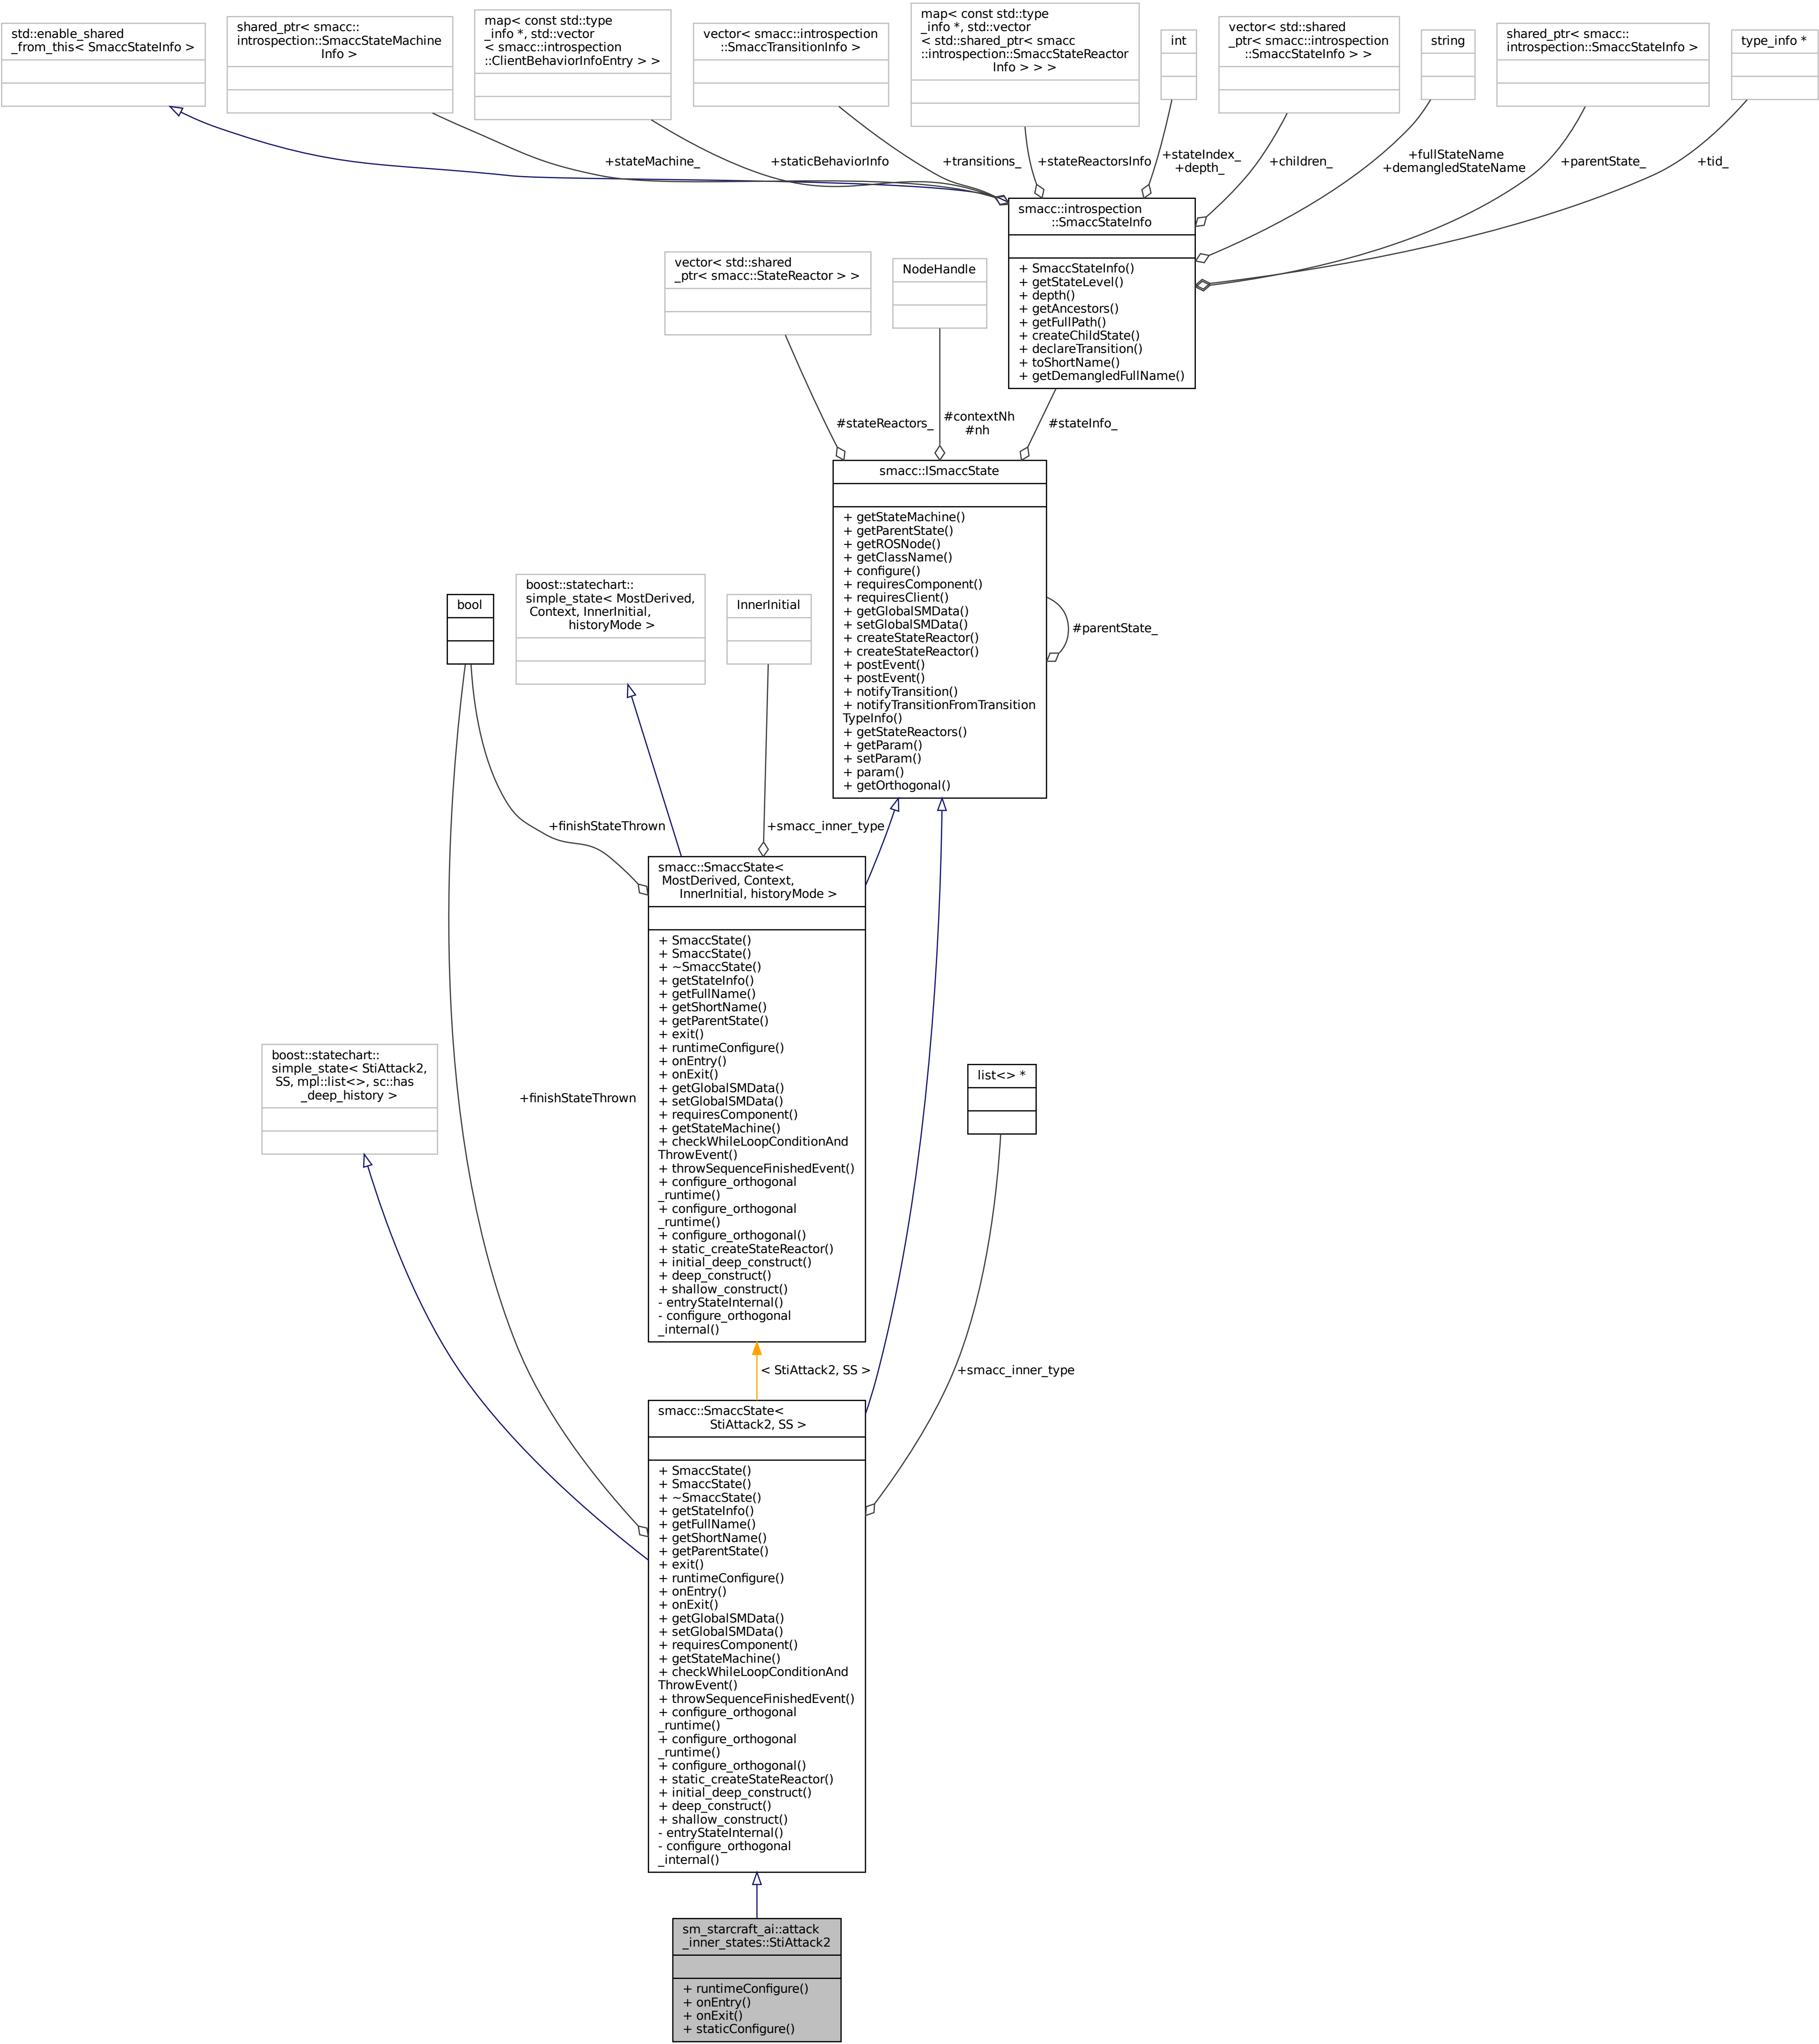 std::enable_shared
_from_this< SmaccStateInfo >
shared_ptr< smacc::
introspection::SmaccStateMachine
Info >
map< const std::type
_info *, std::vector
< smacc::introspection
::ClientBehaviorInfoEntry > >
vector< smacc::introspection
::SmaccTransitionInfo >
map< const std::type
_info *, std::vector
< std::shared_ptr< smacc
::introspection::SmaccStateReactor
Info > > >
int
vector< std::shared
_ptr< smacc::introspection
::SmaccStateInfo > >
string
shared_ptr< smacc::
introspection::SmaccStateInfo >
type_info *
+stateMachine_
+staticBehaviorInfo
+transitions_
+stateReactorsInfo
+stateIndex_
+depth_
+children_
+fullStateName
+demangledStateName
+parentState_
+tid_
smacc::introspection
::SmaccStateInfo
+ SmaccStateInfo()
+ getStateLevel()
+ depth()
+ getAncestors()
+ getFullPath()
+ createChildState()
+ declareTransition()
+ toShortName()
+ getDemangledFullName()
vector< std::shared
_ptr< smacc::StateReactor > >
NodeHandle
#stateReactors_
#contextNh
#nh
#stateInfo_
smacc::ISmaccState
+ getStateMachine()
+ getParentState()
+ getROSNode()
+ getClassName()
+ configure()
+ requiresComponent()
+ requiresClient()
+ getGlobalSMData()
+ setGlobalSMData()
+ createStateReactor()
+ createStateReactor()
+ postEvent()
+ postEvent()
+ notifyTransition()
+ notifyTransitionFromTransition
TypeInfo()
+ getStateReactors()
+ getParam()
+ setParam()
+ param()
+ getOrthogonal()
#parentState_
bool
boost::statechart::
simple_state< MostDerived,
Context, InnerInitial,
historyMode >
InnerInitial
+finishStateThrown
+smacc_inner_type
smacc::SmaccState<
MostDerived, Context,
InnerInitial, historyMode >
+ SmaccState()
+ SmaccState()
+ ~SmaccState()
+ getStateInfo()
+ getFullName()
+ getShortName()
+ getParentState()
+ exit()
+ runtimeConfigure()
+ onEntry()
+ onExit()
+ getGlobalSMData()
+ setGlobalSMData()
+ requiresComponent()
+ getStateMachine()
+ checkWhileLoopConditionAnd
ThrowEvent()
+ throwSequenceFinishedEvent()
+ configure_orthogonal
_runtime()
+ configure_orthogonal
_runtime()
+ configure_orthogonal()
+ static_createStateReactor()
+ initial_deep_construct()
+ deep_construct()
+ shallow_construct()
- entryStateInternal()
- configure_orthogonal
_internal()
boost::statechart::
simple_state< StiAttack2,
SS, mpl::list<>, sc::has
_deep_history >
+finishStateThrown
list<> *
< StiAttack2, SS >
+smacc_inner_type
smacc::SmaccState<
StiAttack2, SS >
+ SmaccState()
+ SmaccState()
+ ~SmaccState()
+ getStateInfo()
+ getFullName()
+ getShortName()
+ getParentState()
+ exit()
+ runtimeConfigure()
+ onEntry()
+ onExit()
+ getGlobalSMData()
+ setGlobalSMData()
+ requiresComponent()
+ getStateMachine()
+ checkWhileLoopConditionAnd
ThrowEvent()
+ throwSequenceFinishedEvent()
+ configure_orthogonal
_runtime()
+ configure_orthogonal
_runtime()
+ configure_orthogonal()
+ static_createStateReactor()
+ initial_deep_construct()
+ deep_construct()
+ shallow_construct()
- entryStateInternal()
- configure_orthogonal
_internal()
sm_starcraft_ai::attack
_inner_states::StiAttack2
+ runtimeConfigure()
+ onEntry()
+ onExit()
+ staticConfigure()